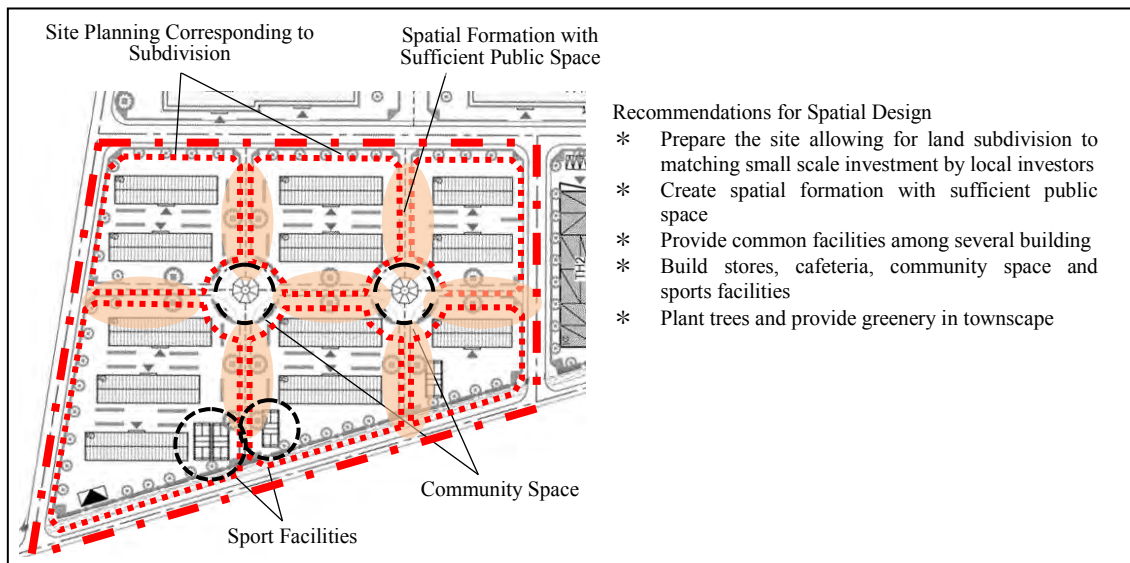 Site Planning Corresponding to
Subdivision
Spatial Formation with
Sufficient Public Space
Recommendations for Spatial Design
∗ Prepare the site allowing for land subdivision to
matching small scale investment by local investors
∗ Create spatial formation with sufficient public
space
∗ Provide common facilities among several building
∗ Build stores, cafeteria, community space and
sports facilities
∗ Plant trees and provide greenery in townscape
TH2
Community Space
Sport Facilities